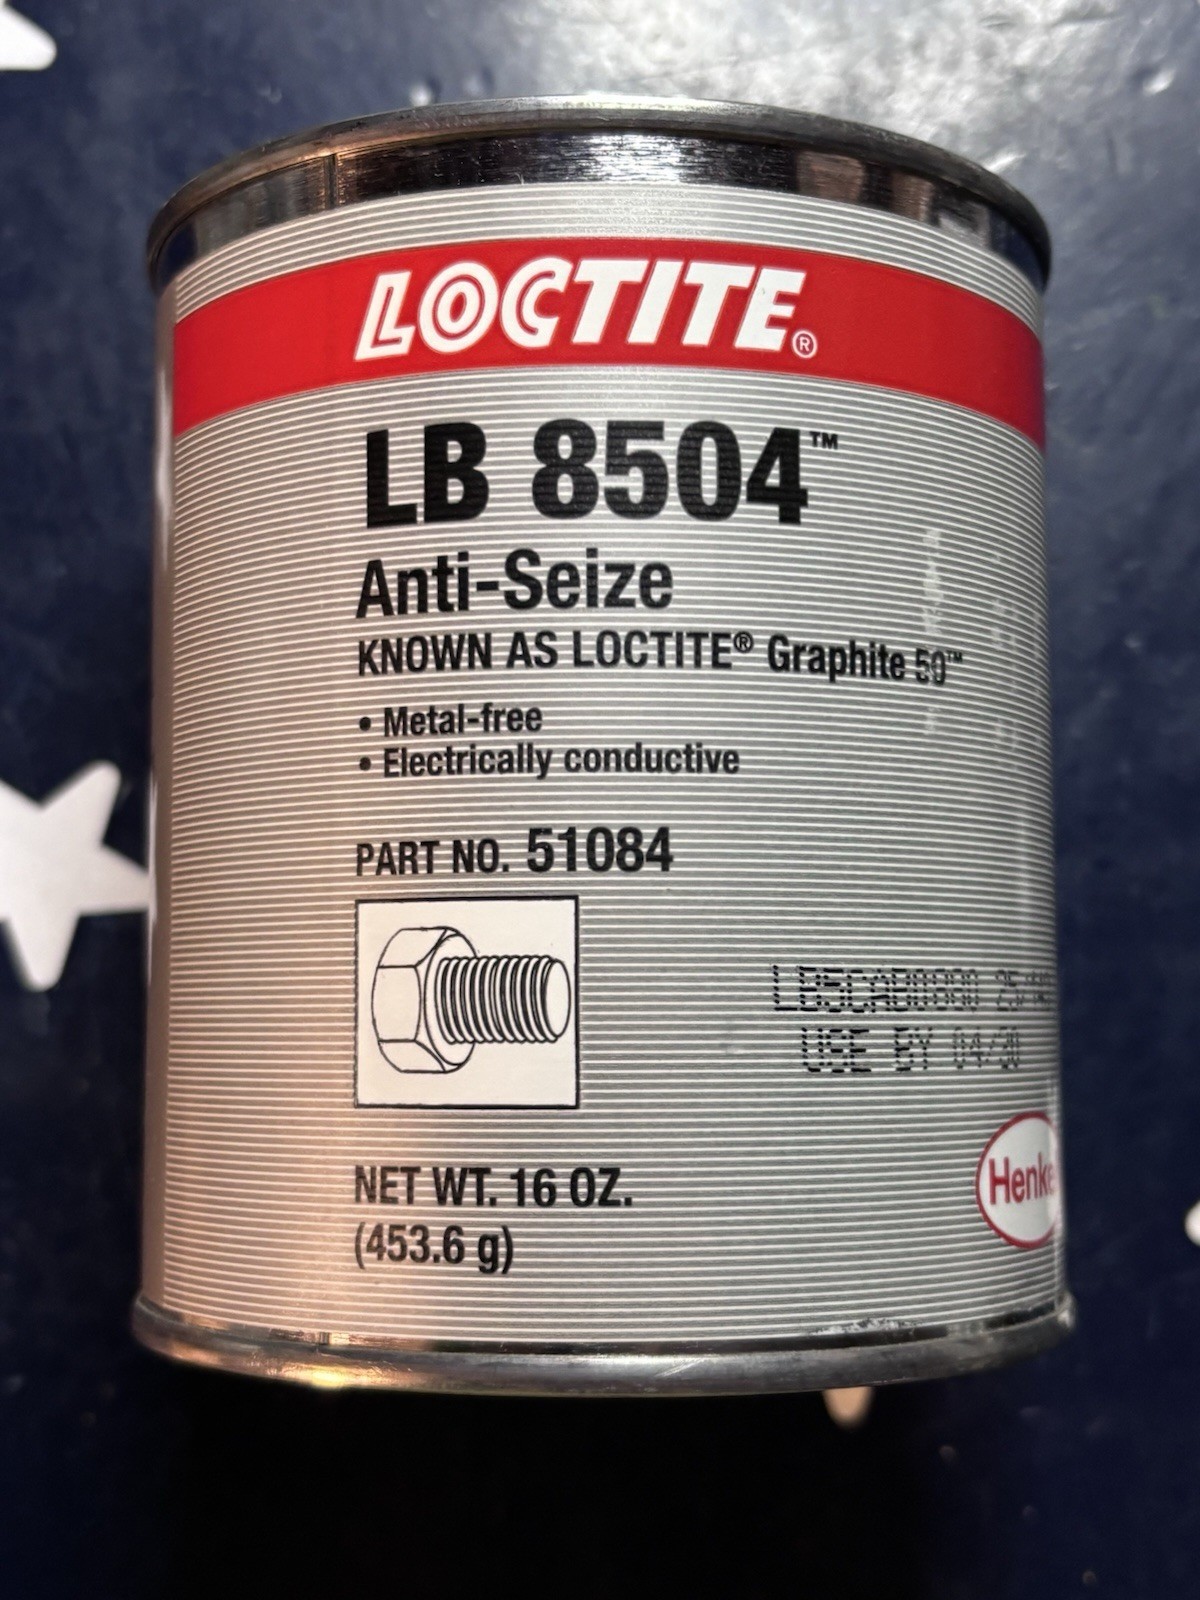 LOCTITE®
LB 8504™
Anti-Seize
KNOWN AS LOCTITE® Graphite 50™
• Metal-free
• Electrically conductive
PART NO. 51084
USE BY 04/30
NET WT. 16 OZ.
(453.6 g)
Henke